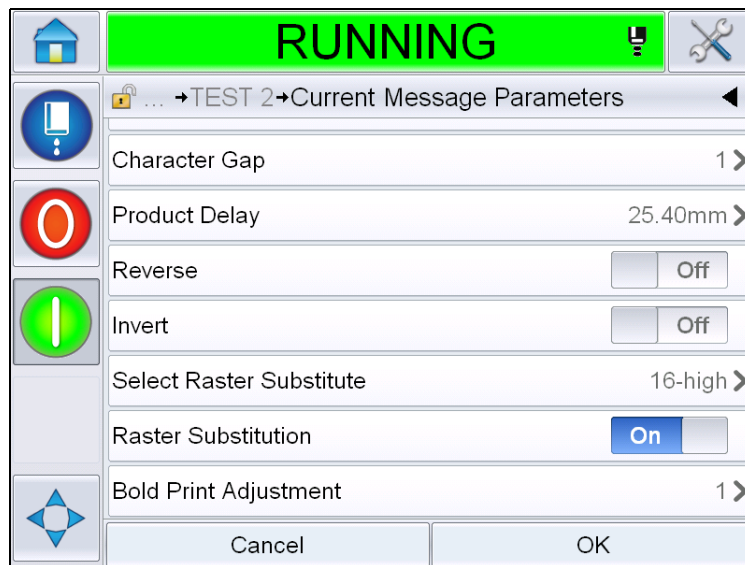 RUNNING
... →TEST 2→Current Message Parameters
Character Gap 1
Product Delay 25.40mm
Reverse Off
Invert Off
Select Raster Substitute 16-high
Raster Substitution On
Bold Print Adjustment 1
Cancel OK